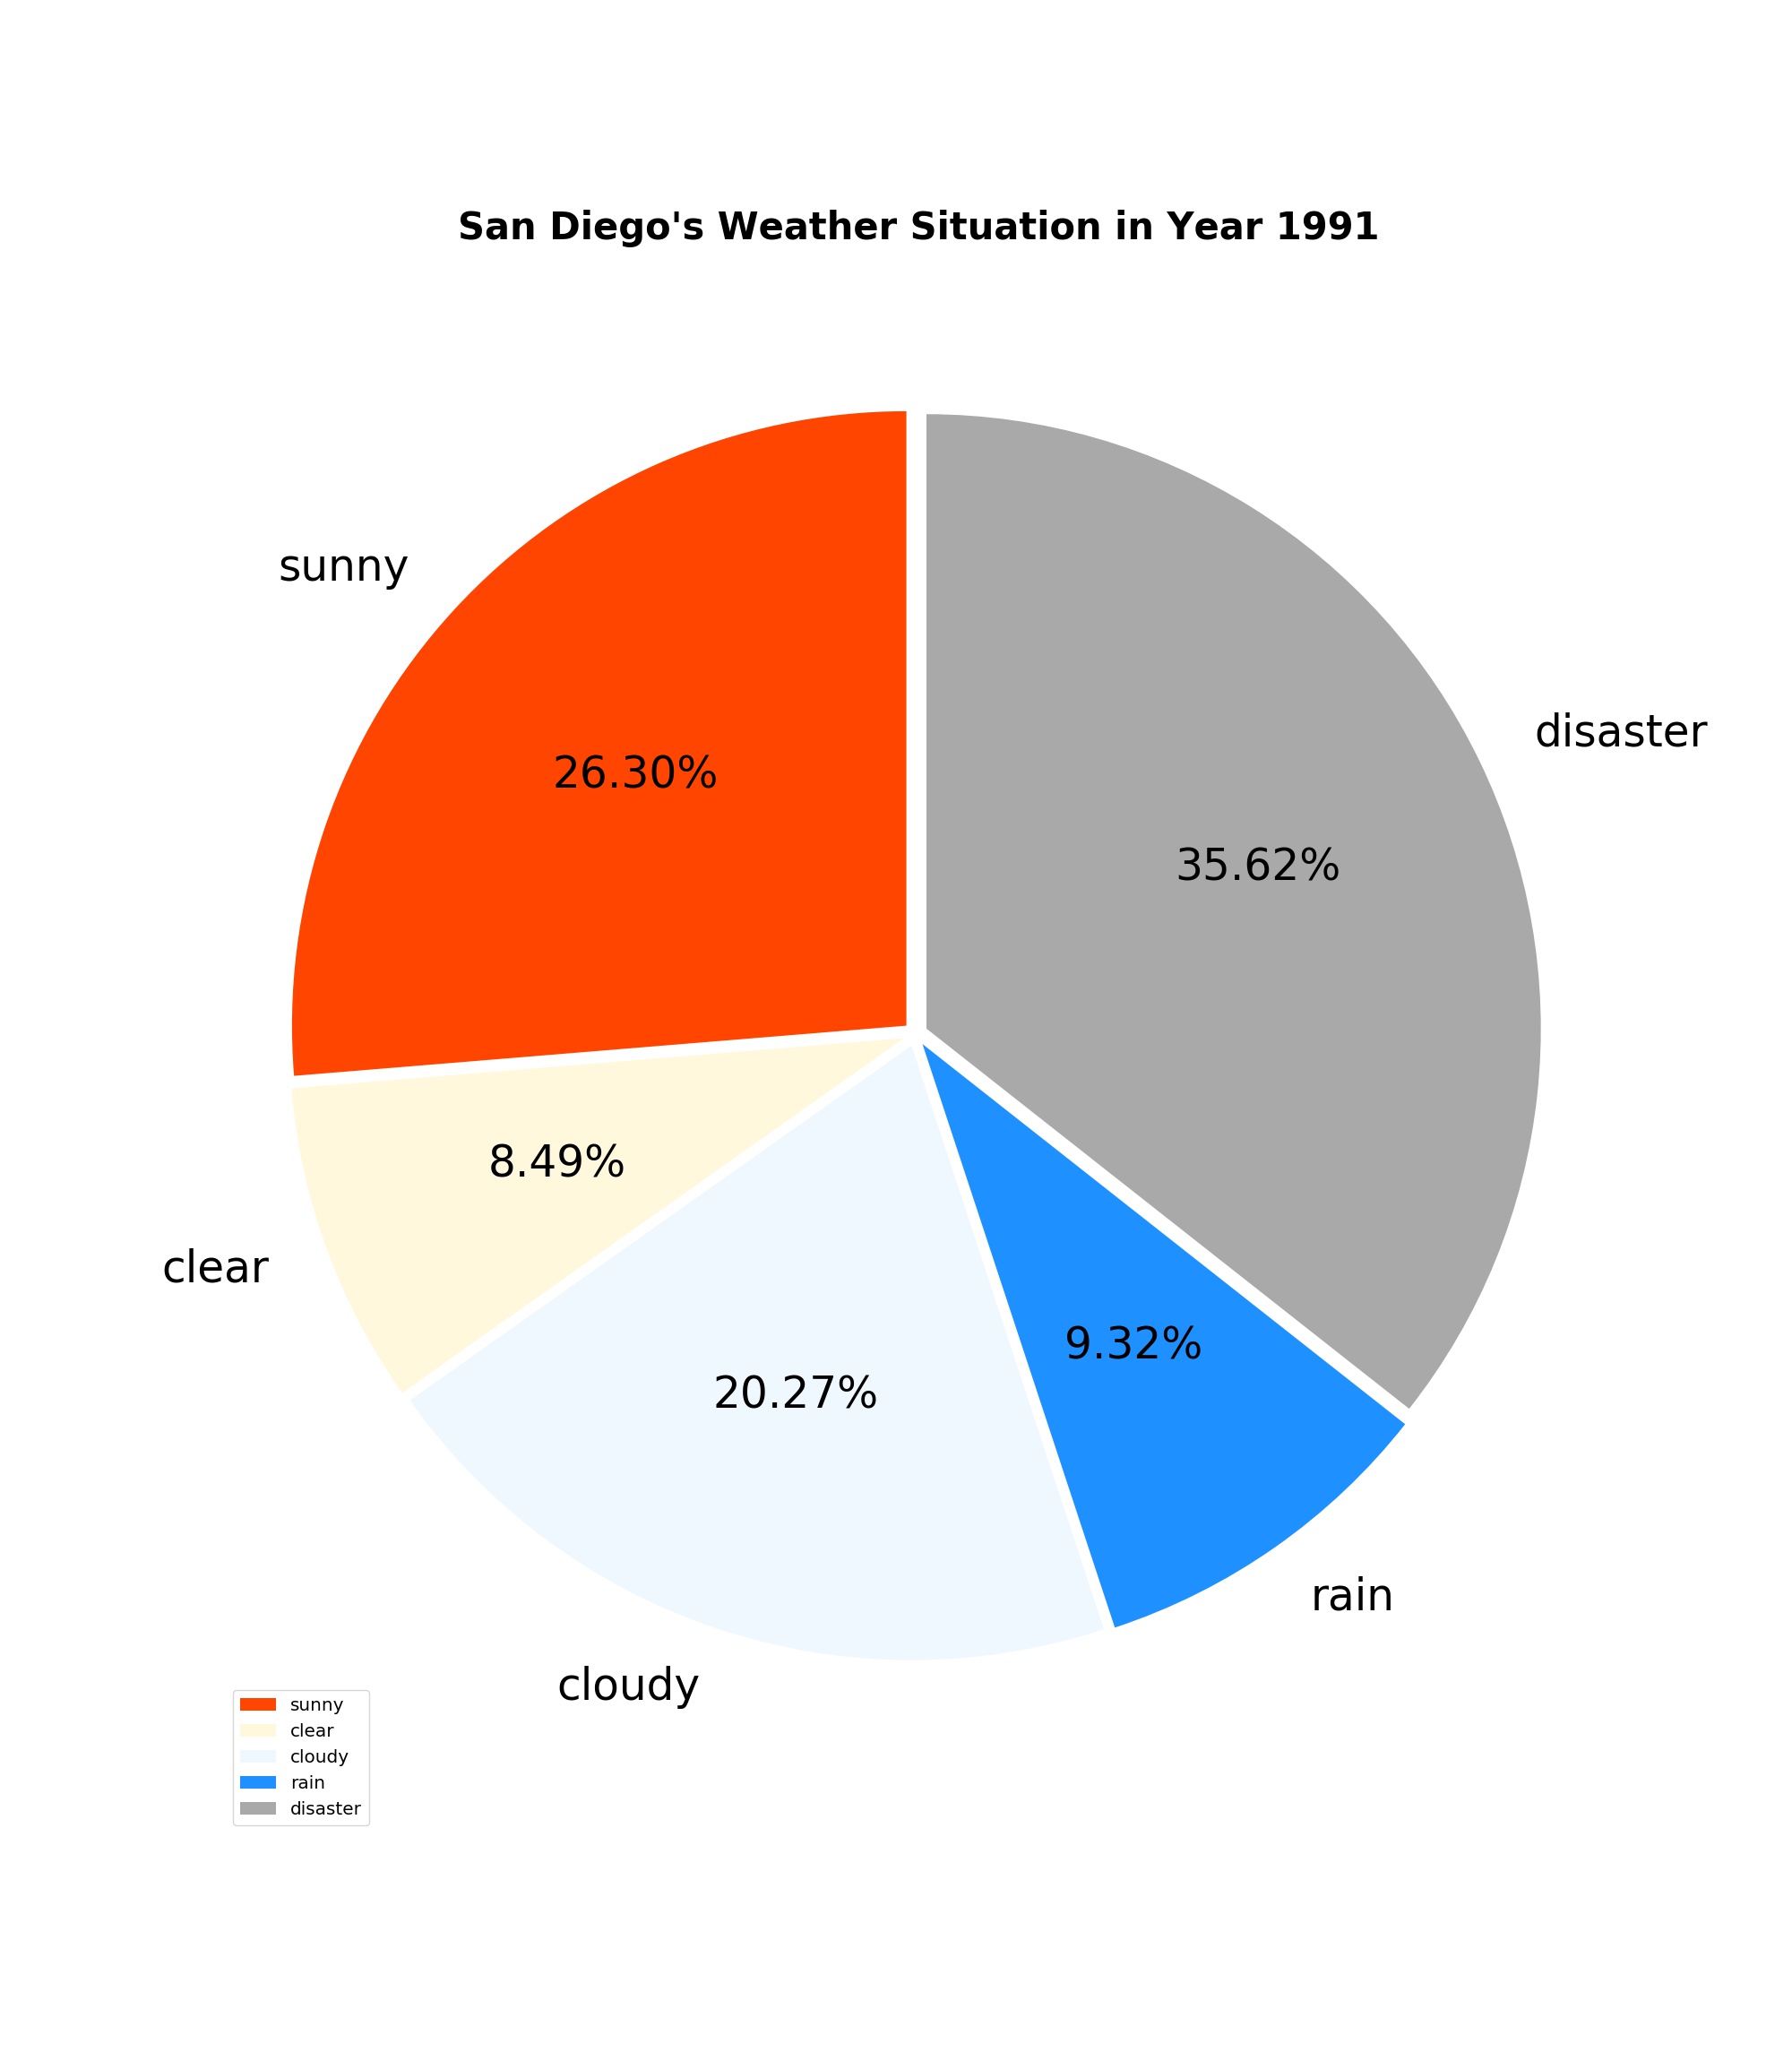 San Diego's Weather Situation in Year 1991
sunny
disaster
26.30%
35.62%
8.49%
clear
9.32%
20.27%
rain
cloudy
sunny
clear
cloudy
rain
disaster